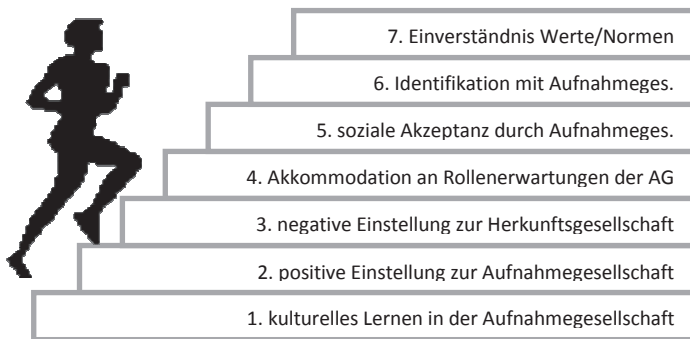 7. Einverständnis Werte/Normen
6. Identifikation mit Aufnahmeges.
5. soziale Akzeptanz durch Aufnahmeges.
4. Akkommodation an Rollenerwartungen der AG
3. negative Einstellung zur Herkunftsgesellschaft
2. positive Einstellung zur Aufnahmegesellschaft
1. kulturelles Lernen in der Aufnahmegesellschaft